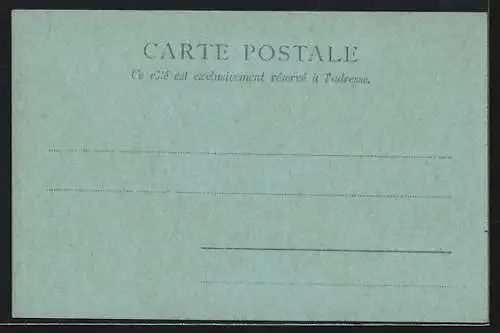 CARTE POSTALE
Ce côté est exclusivement réservé à l'adresse.